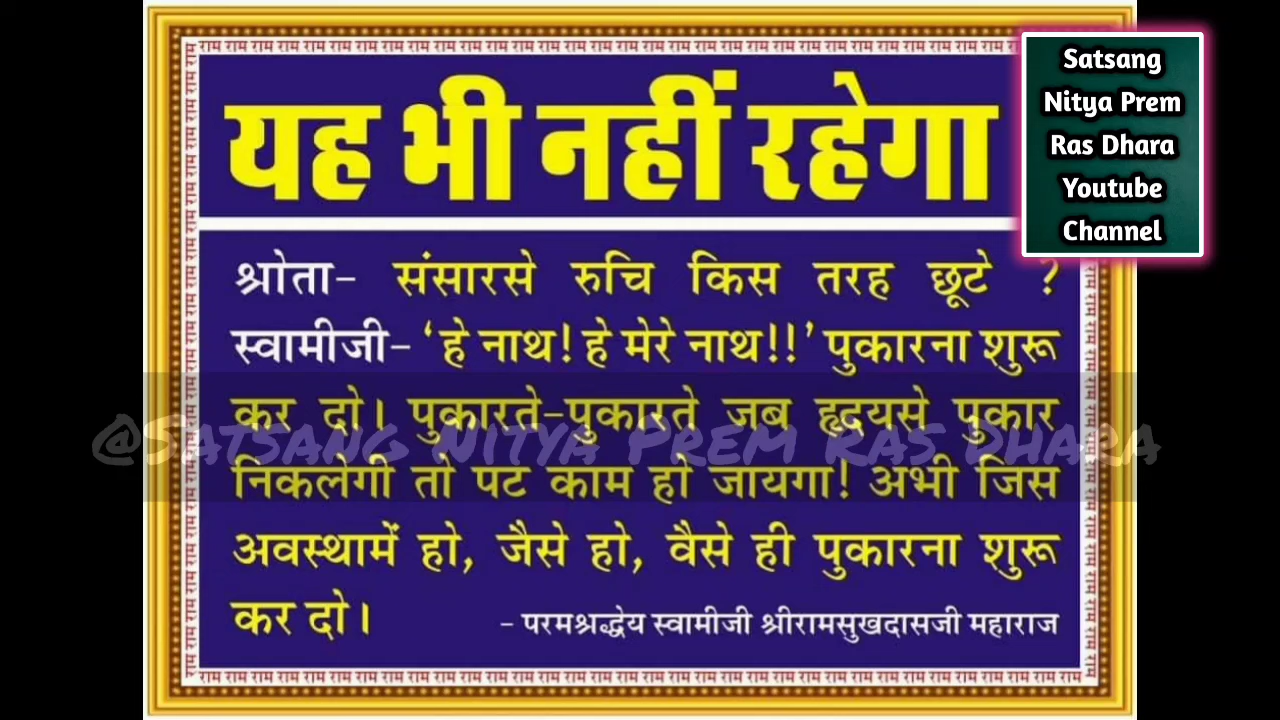 राम राम राम राम राम राम राम राम राम राम राम राम राम राम राम राम राम राम राम राम राम
यह भी नहीं रहेगा
Satsang
Nitya Prem
Ras Dhara
Youtube
Channel
श्रोता- संसारसे रुचि किस तरह छूटे ?
स्वामीजी- ‘हे नाथ! हे मेरे नाथ!!’ पुकारना शुरू
कर दो। पुकारते-पुकारते जब हृदयसे पुकार
@Satsang Nitya Prem Ras Dhara
निकलेगी तो पट काम हो जायगा! अभी जिस
अवस्थामें हो, जैसे हो, वैसे ही पुकारना शुरू
कर दो।
- परमश्रद्धेय स्वामीजी श्रीरामसुखदासजी महाराज
राम राम राम राम राम राम राम राम राम राम राम राम राम राम राम राम राम राम राम राम राम राम राम